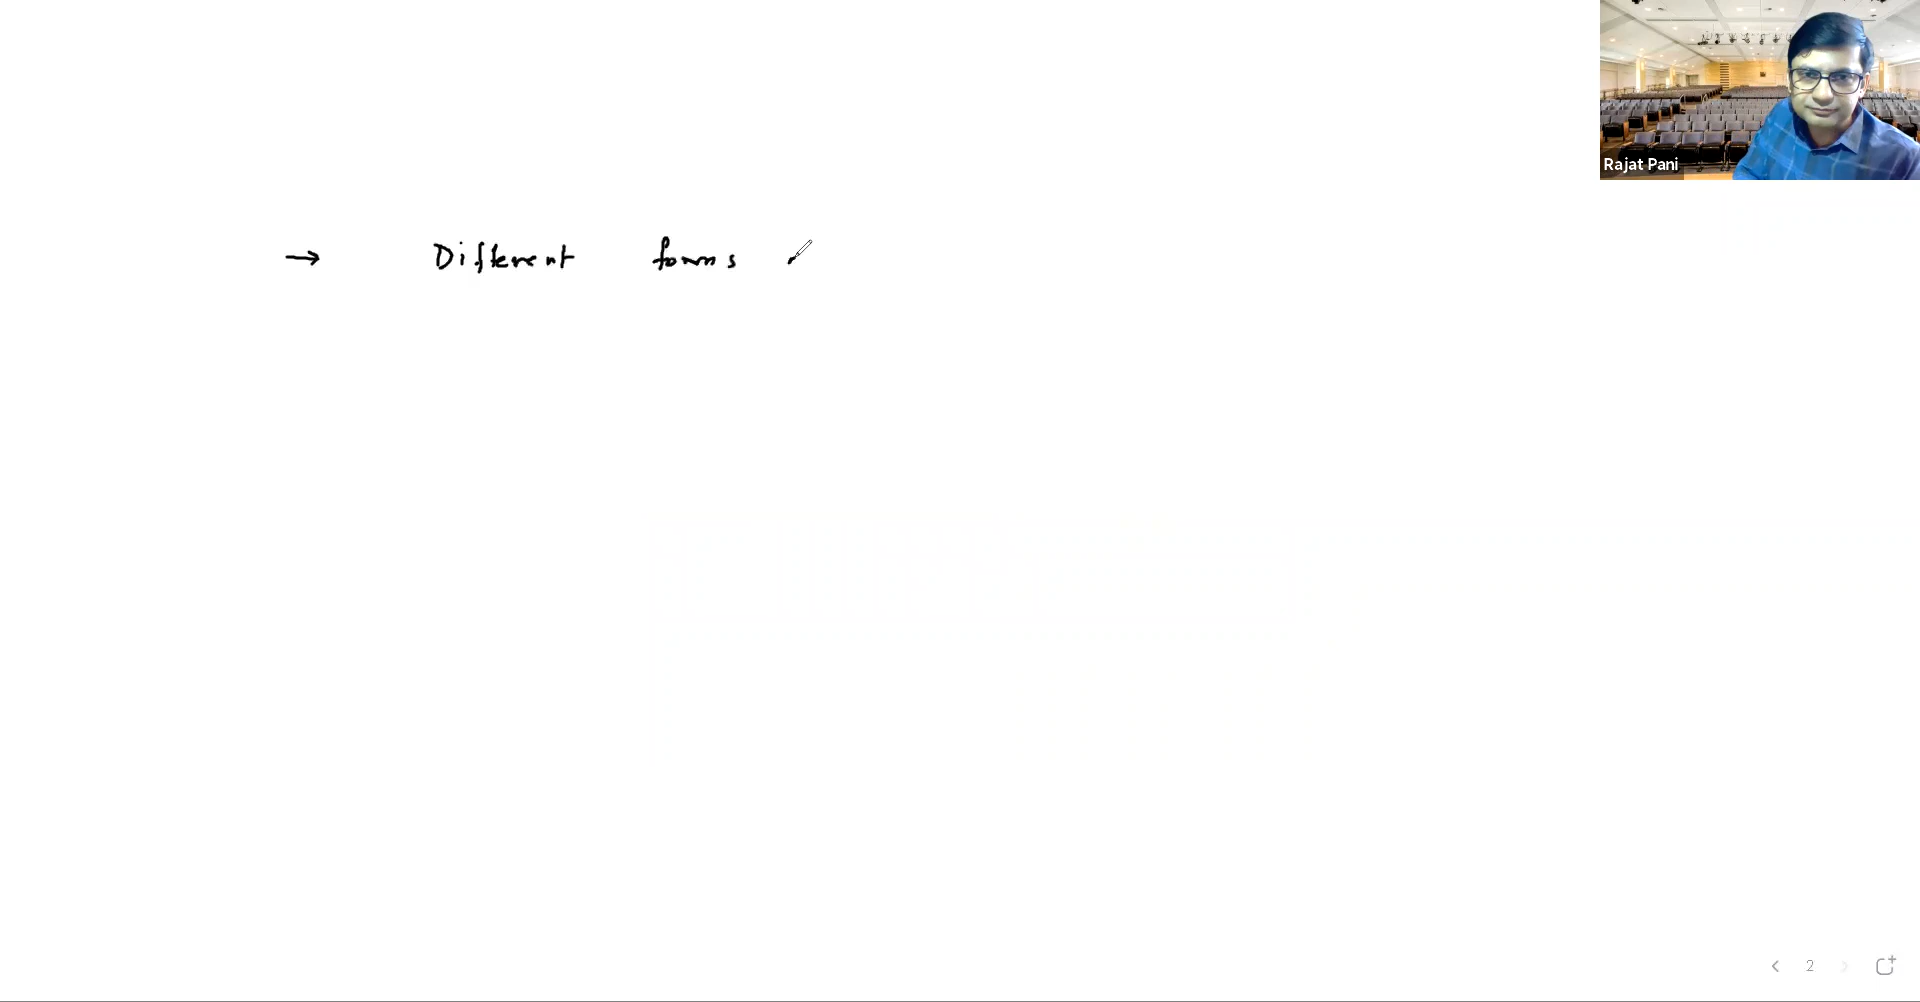 Rajat Pani
→ Different forms
2